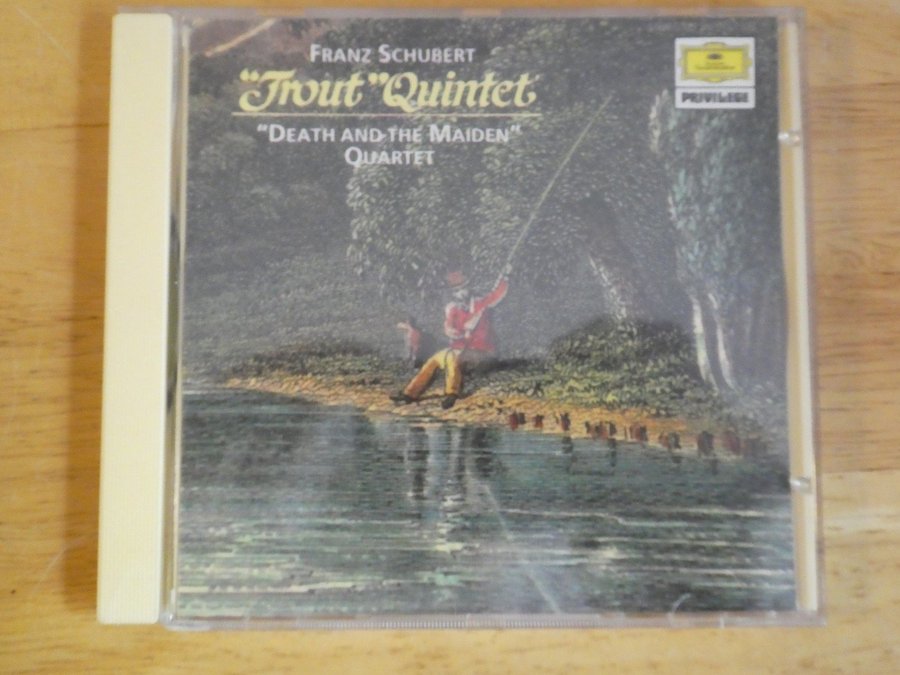 FRANZ SCHUBERT
"Trout" Quintet
"DEATH AND THE MAIDEN"
QUARTET
PRIVILEGE